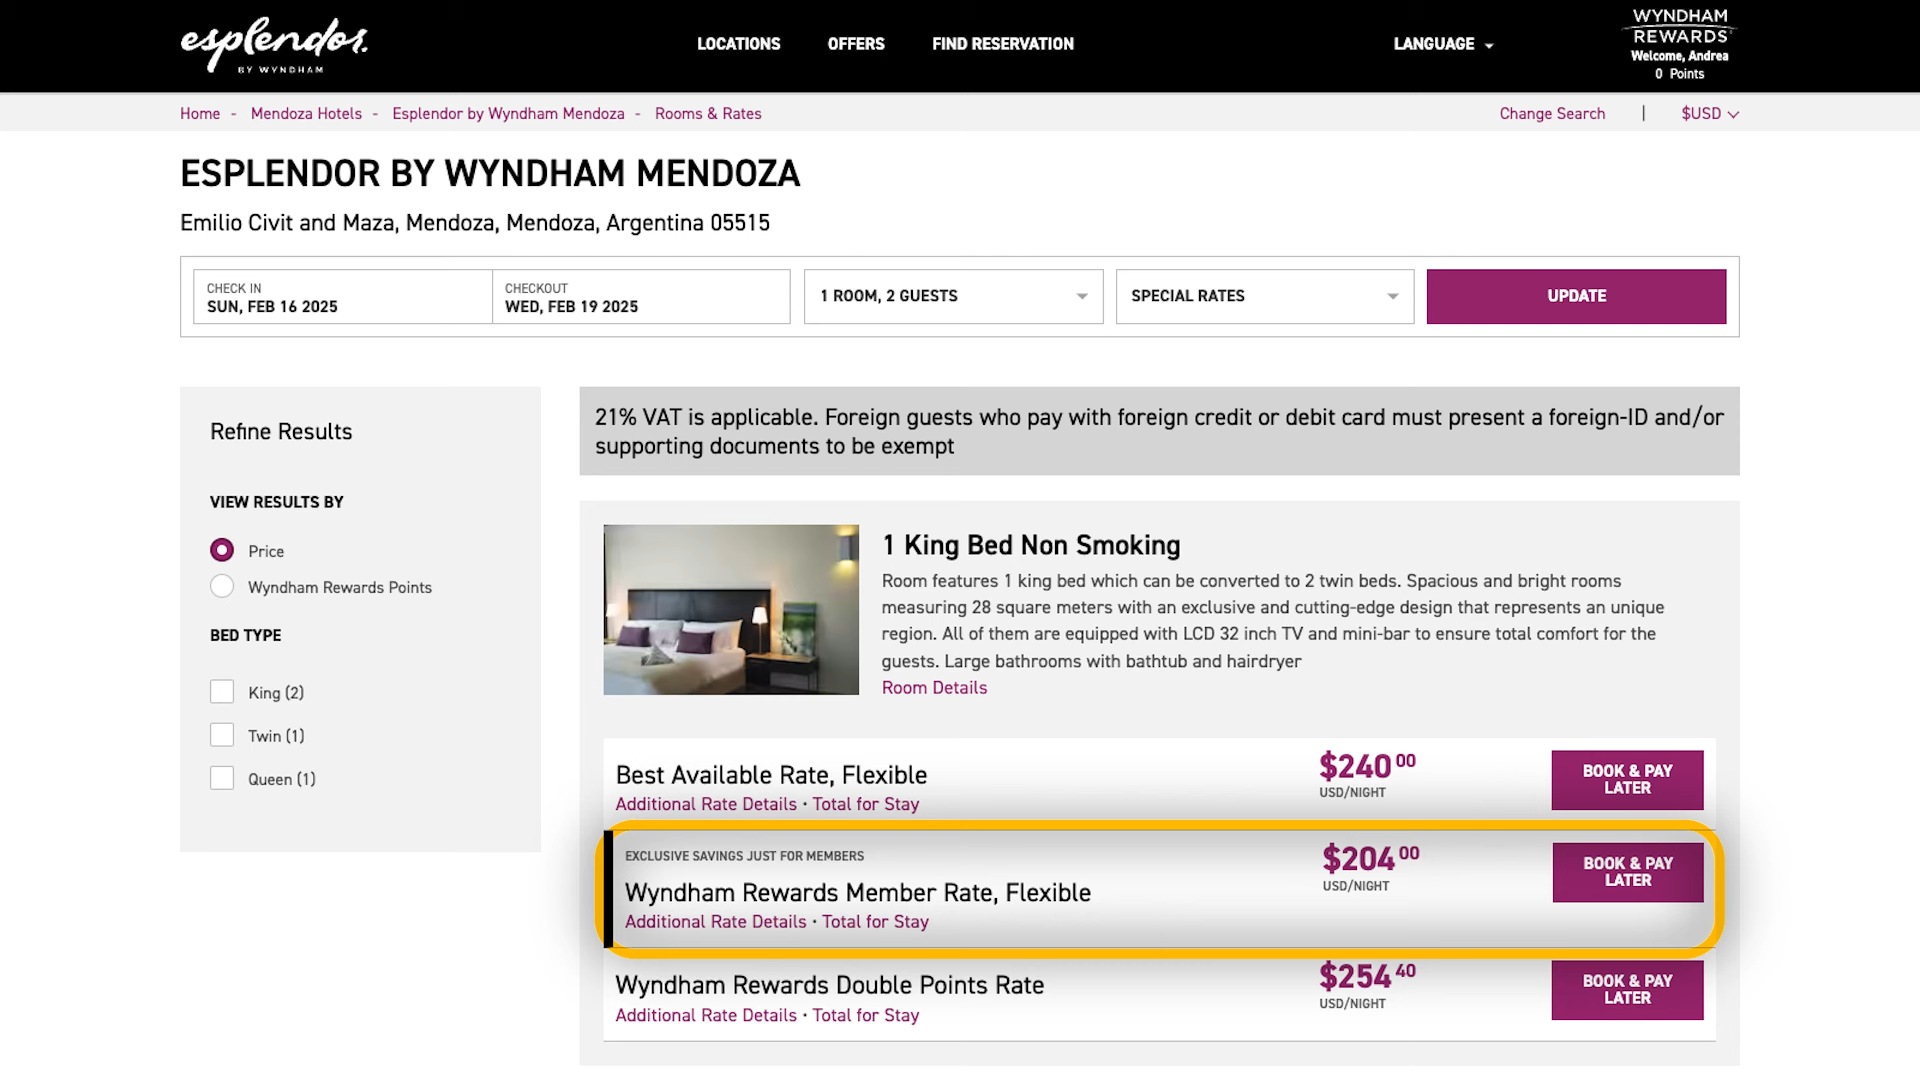 esplendor.
BY WYNDHAM
LOCATIONS
OFFERS
FIND RESERVATION
LANGUAGE
WYNDHAM
REWARDS
Welcome, Andrea
0 Points
Home - Mendoza Hotels - Esplendor by Wyndham Mendoza - Rooms & Rates
Change Search | $USD
ESPLENDOR BY WYNDHAM MENDOZA
Emilio Civit and Maza, Mendoza, Mendoza, Argentina 05515
CHECK IN
SUN, FEB 16 2025
CHECKOUT
WED, FEB 19 2025
1 ROOM, 2 GUESTS
SPECIAL RATES
UPDATE
Refine Results
VIEW RESULTS BY
Price
Wyndham Rewards Points
BED TYPE
King (2)
Twin (1)
Queen (1)
21% VAT is applicable. Foreign guests who pay with foreign credit or debit card must present a foreign-ID and/or
supporting documents to be exempt
1 King Bed Non Smoking
Room features 1 king bed which can be converted to 2 twin beds. Spacious and bright rooms
measuring 28 square meters with an exclusive and cutting-edge design that represents an unique
region. All of them are equipped with LCD 32 inch TV and mini-bar to ensure total comfort for the
guests. Large bathrooms with bathtub and hairdryer
Room Details
Best Available Rate, Flexible
Additional Rate Details · Total for Stay
$240 00
USD/NIGHT
BOOK & PAY
LATER
EXCLUSIVE SAVINGS JUST FOR MEMBERS
Wyndham Rewards Member Rate, Flexible
Additional Rate Details · Total for Stay
$204 00
USD/NIGHT
BOOK & PAY
LATER
Wyndham Rewards Double Points Rate
Additional Rate Details · Total for Stay
$254 40
USD/NIGHT
BOOK & PAY
LATER